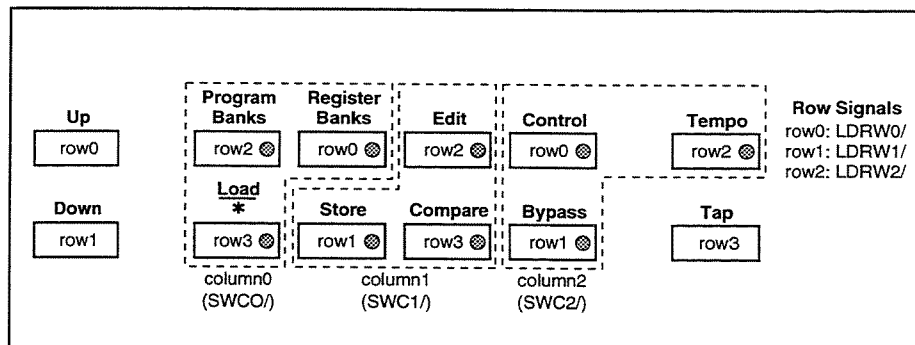 Program Register
Up Banks Banks Edit Control Tempo Row Signals
row0 row2 row0 row2 row0 row2 row0: LDRW0/
row1: LDRW1/
row2: LDRW2/
Load
Down * Store Compare Bypass Tap
row1 row3 row1 row3 row1 row3
column0 column1 column2
(SWCO/) (SWC1/) (SWC2/)